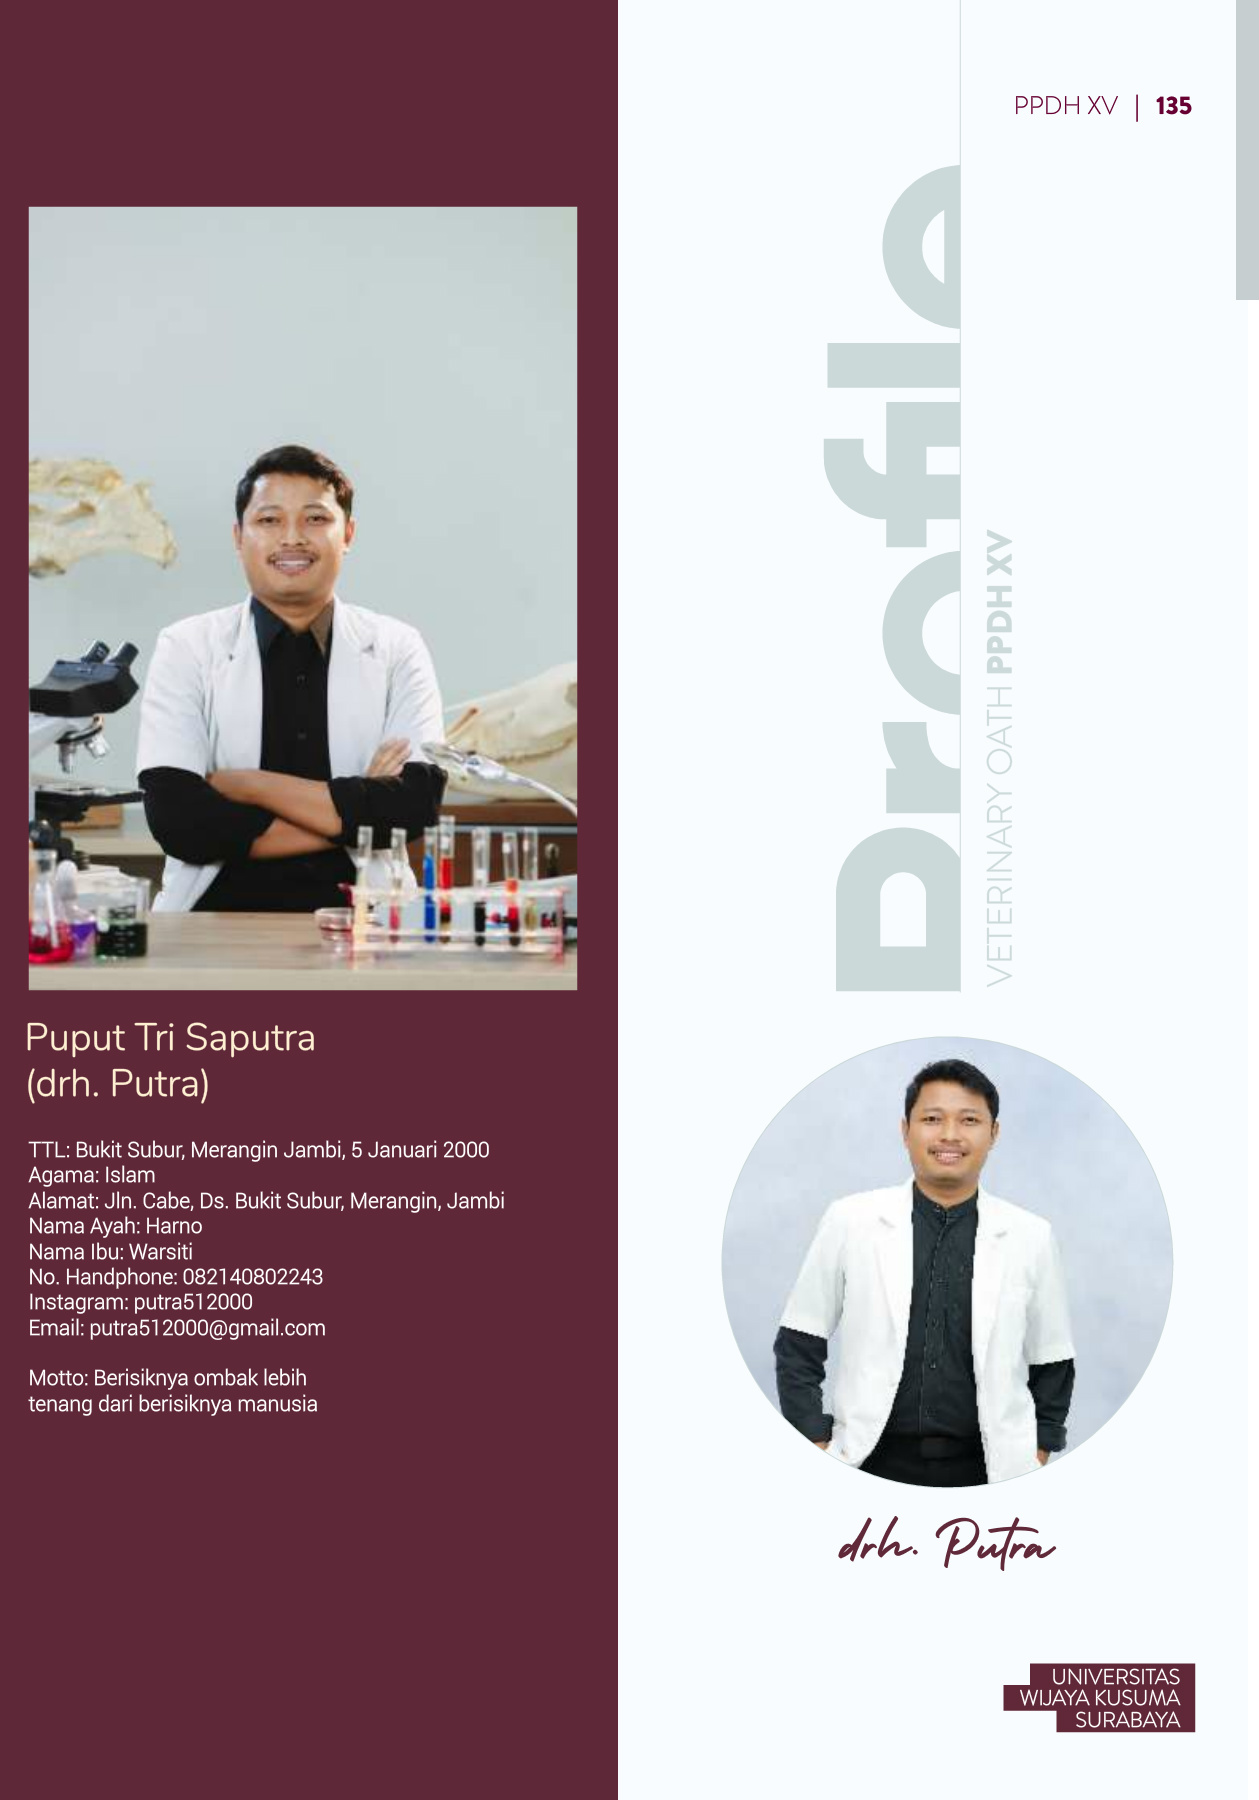 PPDH XV | 135
Profile
VETERINARY OATH PPDH XV
Puput Tri Saputra
(drh. Putra)
TTL: Bukit Subur, Merangin Jambi, 5 Januari 2000
Agama: Islam
Alamat: Jln. Cabe, Ds. Bukit Subur, Merangin, Jambi
Nama Ayah: Harno
Nama Ibu: Warsiti
No. Handphone: 082140802243
Instagram: putra512000
Email: putra512000@gmail.com
Motto: Berisiknya ombak lebih
tenang dari berisiknya manusia
drh. Putra
UNIVERSITAS
WIJAYA KUSUMA
SURABAYA